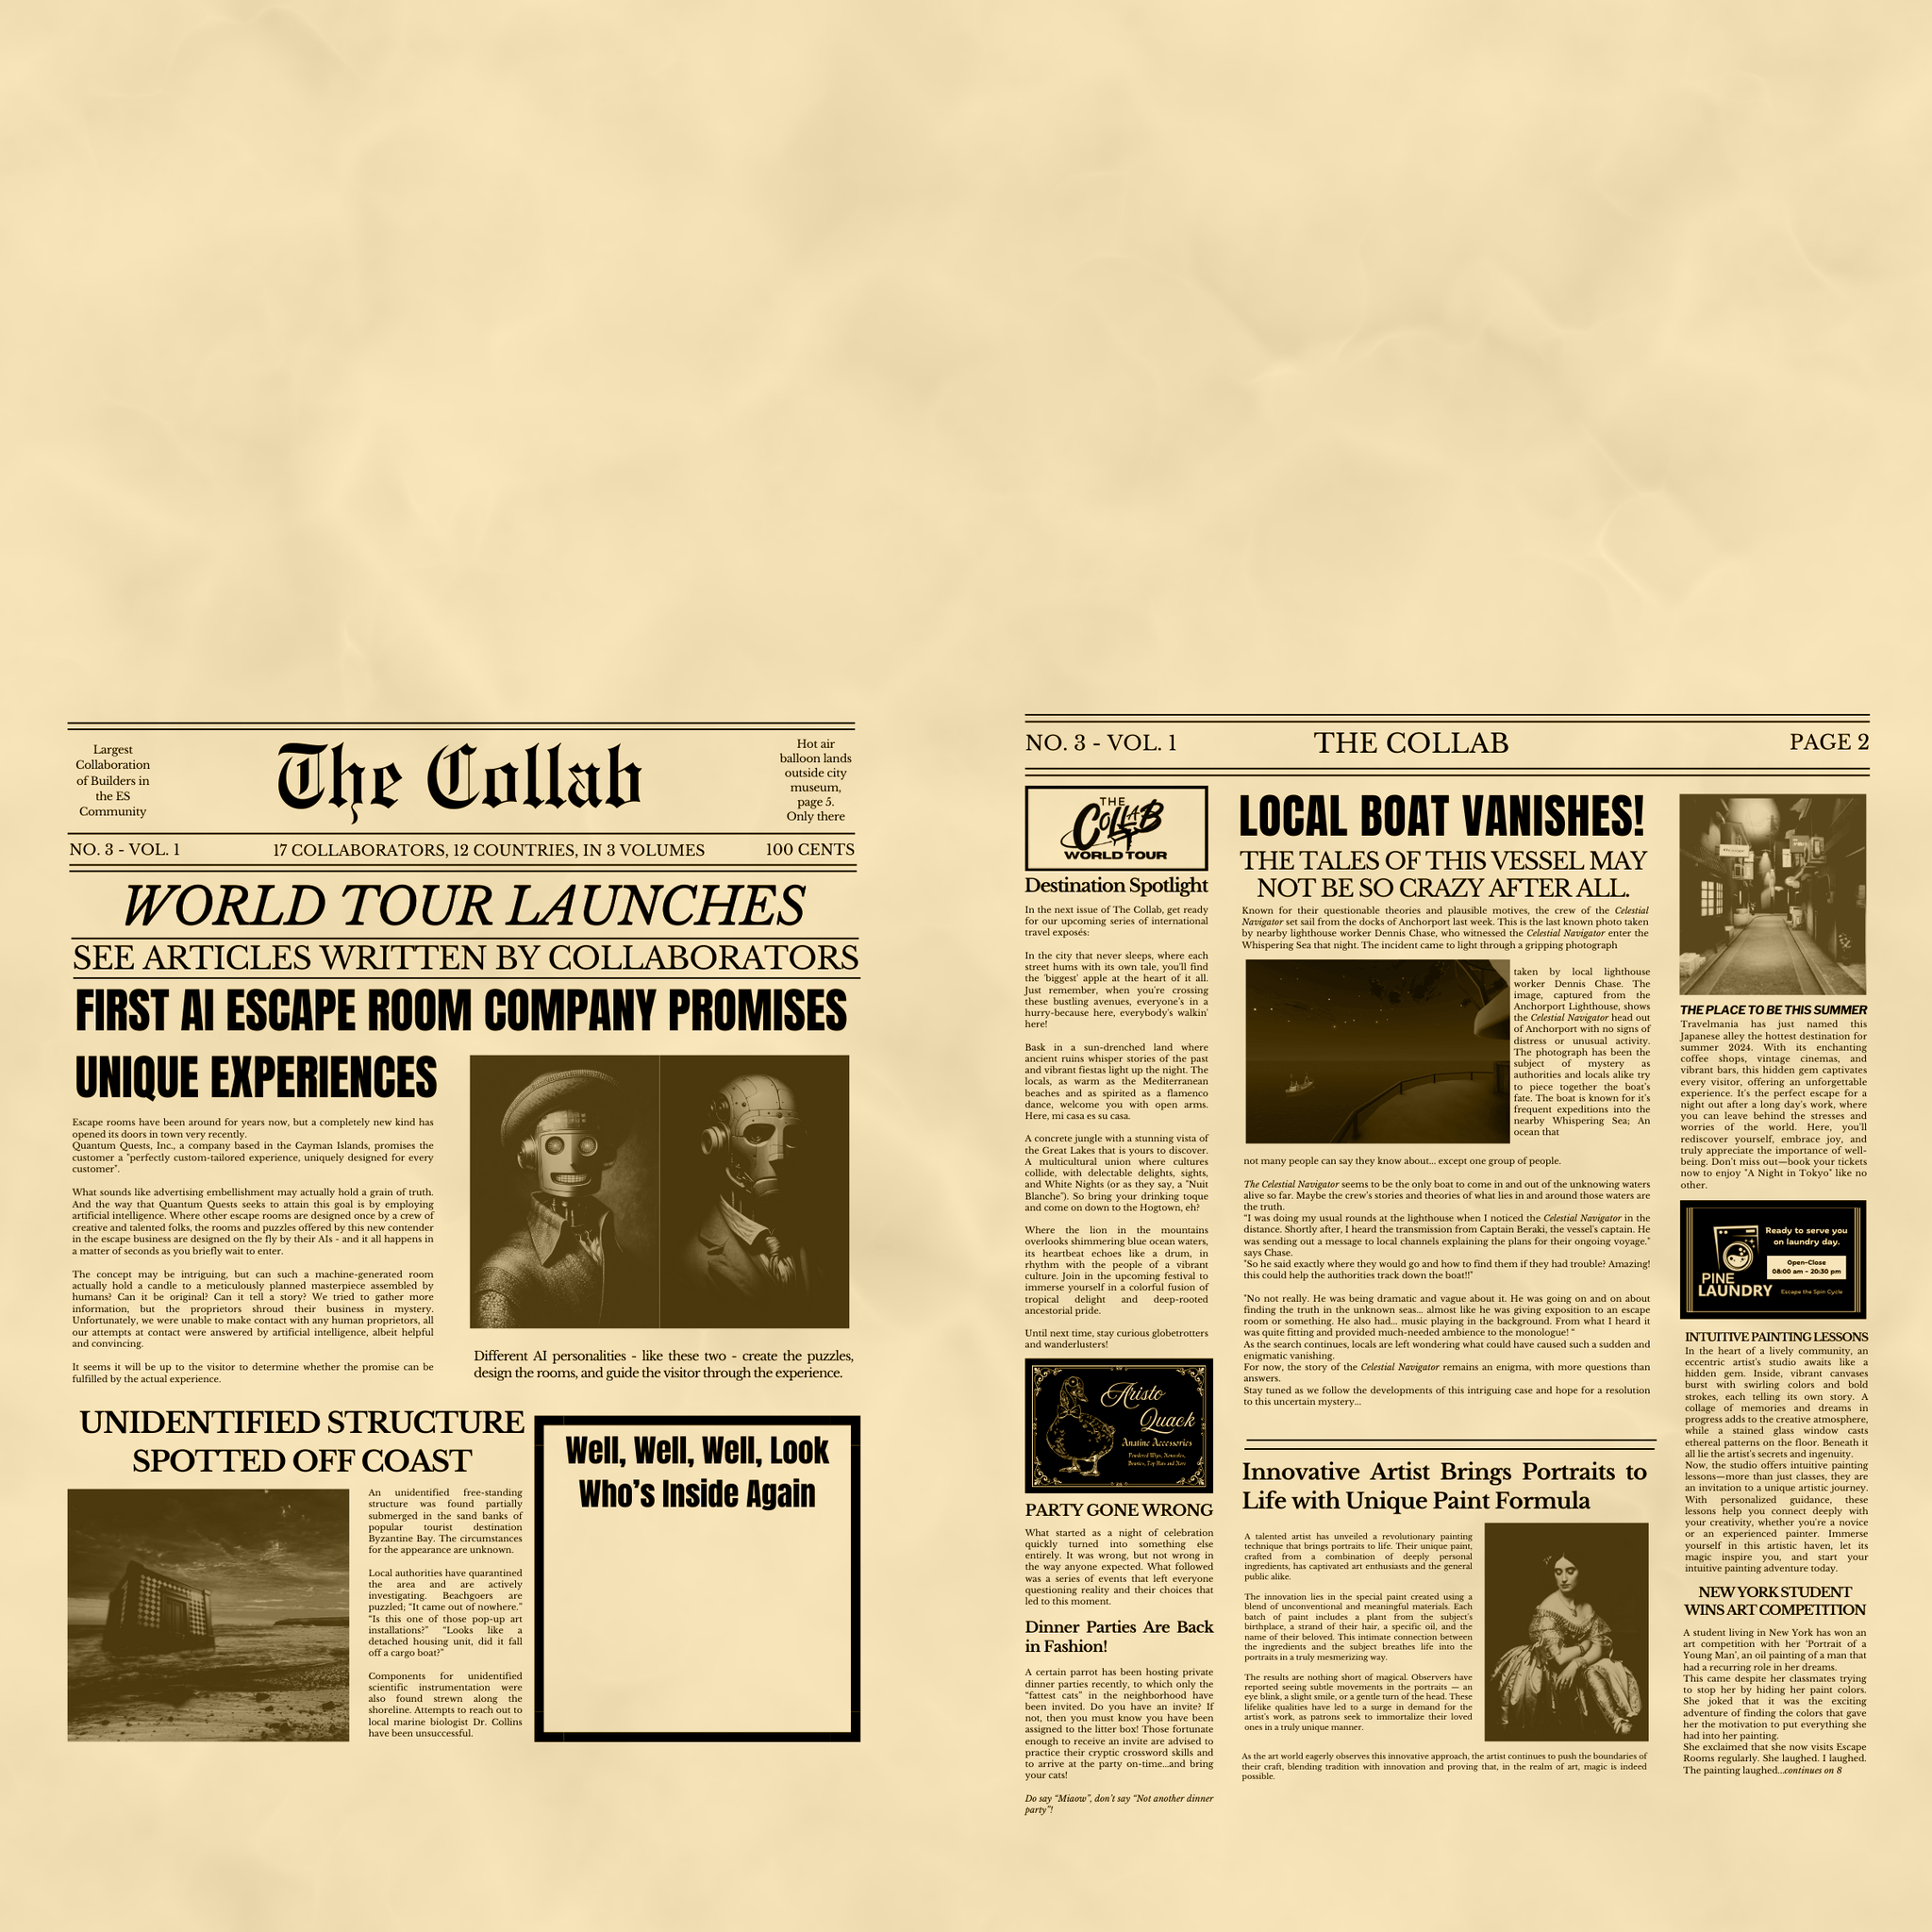 Largest
Collaboration
of Builders in
the ES
Community
The Collab
Hot air
balloon lands
outside city
museum,
page 5.
Only there
NO. 3 - VOL. 1
17 COLLABORATORS, 12 COUNTRIES, IN 3 VOLUMES
100 CENTS
WORLD TOUR LAUNCHES
SEE ARTICLES WRITTEN BY COLLABORATORS
FIRST AI ESCAPE ROOM COMPANY PROMISES
UNIQUE EXPERIENCES
Escape rooms have been around for years now, but a completely new kind has
opened its doors in town very recently.
Quantum Quests, Inc., a company based in the Cayman Islands, promises the
customer a "perfectly custom-tailored experience, uniquely designed for every
customer".
What sounds like advertising embellishment may actually hold a grain of truth.
And the way that Quantum Quests seeks to attain this goal is by employing
artificial intelligence. Where other escape rooms are designed once by a crew of
creative and talented folks, the rooms and puzzles offered by this new contender
in the escape business are designed on the fly by their AIs - and it all happens in
a matter of seconds as you briefly wait to enter.
The concept may be intriguing, but can such a machine-generated room
actually hold a candle to a meticulously planned masterpiece assembled by
humans? Can it be original? Can it tell a story? We tried to gather more
information, but the proprietors shroud their business in mystery.
Unfortunately, we were unable to make contact with any human proprietors, all
our attempts at contact were answered by artificial intelligence, albeit helpful
and convincing.
It seems it will be up to the visitor to determine whether the promise can be
fulfilled by the actual experience.
Different AI personalities - like these two - create the puzzles,
design the rooms, and guide the visitor through the experience.
UNIDENTIFIED STRUCTURE
SPOTTED OFF COAST
An unidentified free-standing
structure was found partially
submerged in the sand banks of
popular tourist destination
Byzantine Bay. The circumstances
for the appearance are unknown.
Local authorities have quarantined
the area and are actively
investigating. Beachgoers are
puzzled; “It came out of nowhere.”
“Is this one of those pop-up art
installations?” “Looks like a
detached housing unit, did it fall
off a cargo boat?”
Components for unidentified
scientific instrumentation were
also found strewn along the
shoreline. Attempts to reach out to
local marine biologist Dr. Collins
have been unsuccessful.
Well, Well, Well, Look
Who’s Inside Again
NO. 3 - VOL. 1
THE COLLAB
PAGE 2
THE
COLLAB
WORLD TOUR
Destination Spotlight
In the next issue of The Collab, get ready
for our upcoming series of international
travel exposés:
In the city that never sleeps, where each
street hums with its own tale, you'll find
the 'biggest' apple at the heart of it all.
Just remember, when you're crossing
these bustling avenues, everyone's in a
hurry-because here, everybody's walkin'
here!
Bask in a sun-drenched land where
ancient ruins whisper stories of the past
and vibrant fiestas light up the night. The
locals, as warm as the Mediterranean
beaches and as spirited as a flamenco
dance, welcome you with open arms.
Here, mi casa es su casa.
A concrete jungle with a stunning vista of
the Great Lakes that is yours to discover.
A multicultural union where cultures
collide, with delectable delights, sights,
and White Nights (or as they say, a "Nuit
Blanche"). So bring your drinking toque
and come on down to the Hogtown, eh?
Where the lion in the mountains
overlooks shimmering blue ocean waters,
its heartbeat echoes like a drum, in
rhythm with the people of a vibrant
culture. Join in the upcoming festival to
immerse yourself in a colorful fusion of
tropical delight and deep-rooted
ancestorial pride.
Until next time, stay curious globetrotters
and wanderlusters!
Aristo
Quack
Anatine Accessories
Powdered Wigs, Monocles,
Bowties, Top Hats and More
PARTY GONE WRONG
What started as a night of celebration
quickly turned into something else
entirely. It was wrong, but not wrong in
the way anyone expected. What followed
was a series of events that left everyone
questioning reality and their choices that
led to this moment.
Dinner Parties Are Back
in Fashion!
A certain parrot has been hosting private
dinner parties recently, to which only the
“fattest cats” in the neighborhood have
been invited. Do you have an invite? If
not, then you must know you have been
assigned to the litter box! Those fortunate
enough to receive an invite are advised to
practice their cryptic crossword skills and
to arrive at the party on-time...and bring
your cats!
Do say “Miaow”, don’t say “Not another dinner
party”!
LOCAL BOAT VANISHES!
THE TALES OF THIS VESSEL MAY
NOT BE SO CRAZY AFTER ALL.
Known for their questionable theories and plausible motives, the crew of the Celestial
Navigator set sail from the docks of Anchorport last week. This is the last known photo taken
by nearby lighthouse worker Dennis Chase, who witnessed the Celestial Navigator enter the
Whispering Sea that night. The incident came to light through a gripping photograph
taken by local lighthouse
worker Dennis Chase. The
image, captured from the
Anchorport Lighthouse, shows
the Celestial Navigator head out
of Anchorport with no signs of
distress or unusual activity.
The photograph has been the
subject of mystery as
authorities and locals alike try
to piece together the boat's
fate. The boat is known for it's
frequent expeditions into the
nearby Whispering Sea; An
ocean that
not many people can say they know about... except one group of people.
The Celestial Navigator seems to be the only boat to come in and out of the unknowing waters
alive so far. Maybe the crew's stories and theories of what lies in and around those waters are
the truth.
"I was doing my usual rounds at the lighthouse when I noticed the Celestial Navigator in the
distance. Shortly after, I heard the transmission from Captain Beraki, the vessel's captain. He
was sending out a message to local channels explaining the plans for their ongoing voyage."
says Chase.
"So he said exactly where they would go and how to find them if they had trouble? Amazing!
this could help the authorities track down the boat!!"
"No not really. He was being dramatic and vague about it. He was going on and on about
finding the truth in the unknown seas... almost like he was giving exposition to an escape
room or something. He also had... music playing in the background. From what I heard it
was quite fitting and provided much-needed ambience to the monologue! "
As the search continues, locals are left wondering what could have caused such a sudden and
enigmatic vanishing.
For now, the story of the Celestial Navigator remains an enigma, with more questions than
answers.
Stay tuned as we follow the developments of this intriguing case and hope for a resolution
to this uncertain mystery...
Innovative Artist Brings Portraits to
Life with Unique Paint Formula
A talented artist has unveiled a revolutionary painting
technique that brings portraits to life. Their unique paint,
crafted from a combination of deeply personal
ingredients, has captivated art enthusiasts and the general
public alike.
The innovation lies in the special paint created using a
blend of unconventional and meaningful materials. Each
batch of paint includes a plant from the subject's
birthplace, a strand of their hair, a specific oil, and the
name of their beloved. This intimate connection between
the ingredients and the subject breathes life into the
portraits in a truly mesmerizing way.
The results are nothing short of magical. Observers have
reported seeing subtle movements in the portraits — an
eye blink, a slight smile, or a gentle turn of the head. These
lifelike qualities have led to a surge in demand for the
artist's work, as patrons seek to immortalize their loved
ones in a truly unique manner.
As the art world eagerly observes this innovative approach, the artist continues to push the boundaries of
their craft, blending tradition with innovation and proving that, in the realm of art, magic is indeed
possible.
THE PLACE TO BE THIS SUMMER
Travelmania has just named this
Japanese alley the hottest destination for
summer 2024. With its enchanting
coffee shops, vintage cinemas, and
vibrant bars, this hidden gem captivates
every visitor, offering an unforgettable
experience. It's the perfect escape for a
night out after a long day's work, where
you can leave behind the stresses and
worries of the world. Here, you'll
rediscover yourself, embrace joy, and
truly appreciate the importance of well-
being. Don't miss out—book your tickets
now to enjoy "A Night in Tokyo" like no
other.
Ready to serve you
on laundry day.
Open-Close
08:00 am - 20:30 pm
PINE
LAUNDRY
Escape the Spin Cycle
INTUITIVE PAINTING LESSONS
In the heart of a lively community, an
eccentric artist's studio awaits like a
hidden gem. Inside, vibrant canvases
burst with swirling colors and bold
strokes, each telling its own story. A
collage of memories and dreams in
progress adds to the creative atmosphere,
while a stained glass window casts
ethereal patterns on the floor. Beneath it
all lie the artist's secrets and ingenuity.
Now, the studio offers intuitive painting
lessons—more than just classes, they are
an invitation to a unique artistic journey.
With personalized guidance, these
lessons help you connect deeply with
your creativity, whether you're a novice
or an experienced painter. Immerse
yourself in this artistic haven, let its
magic inspire you, and start your
intuitive painting adventure today.
NEW YORK STUDENT
WINS ART COMPETITION
A student living in New York has won an
art competition with her 'Portrait of a
Young Man', an oil painting of a man that
had a recurring role in her dreams.
This came despite her classmates trying
to stop her by hiding her paint colors.
She joked that it was the exciting
adventure of finding the colors that gave
her the motivation to put everything she
had into her painting.
She exclaimed that she now visits Escape
Rooms regularly. She laughed. I laughed.
The painting laughed...continues on 8